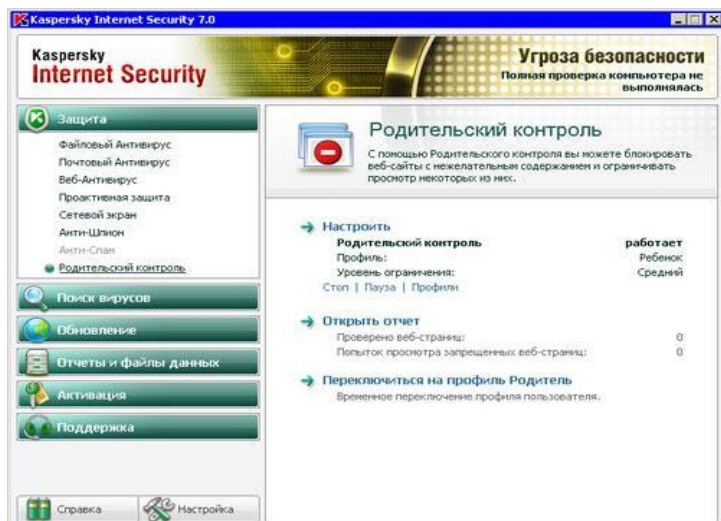 Kaspersky Internet Security 7.0
Kaspersky
Internet Security
Угроза безопасности
Полная проверка компьютера не
выполнялась
Защита
Файловый Антивирус
Почтовый Антивирус
Веб-Антивирус
Проактивная защита
Сетевой экран
Анти-Шпион
Анти-Спам
Родительский контроль
Поиск вирусов
Обновление
Отчеты и файлы данных
Активация
Поддержка
Справка
Настройка
Родительский контроль
С помощью Родительского контроля вы можете блокировать
веб-сайты с нежелательным содержанием и ограничивать
просмотр некоторых из них.
Настроить
Родительский контроль работает
Профиль: Ребенок
Уровень ограничения: Средний
Стоп | Пауза | Профили
Открыть отчет
Проверено веб-страниц: 0
Попыток просмотра запрещенных веб-страниц: 0
Переключиться на профиль Родитель
Временное переключение профиля пользователя.